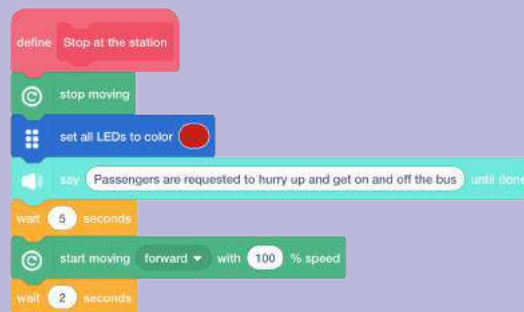 define Stop at the station
stop moving
set all LEDs to color
say Passengers are requested to hurry up and get on and off the bus until done
wait 5 seconds
start moving forward with 100 % speed
wait 2 seconds